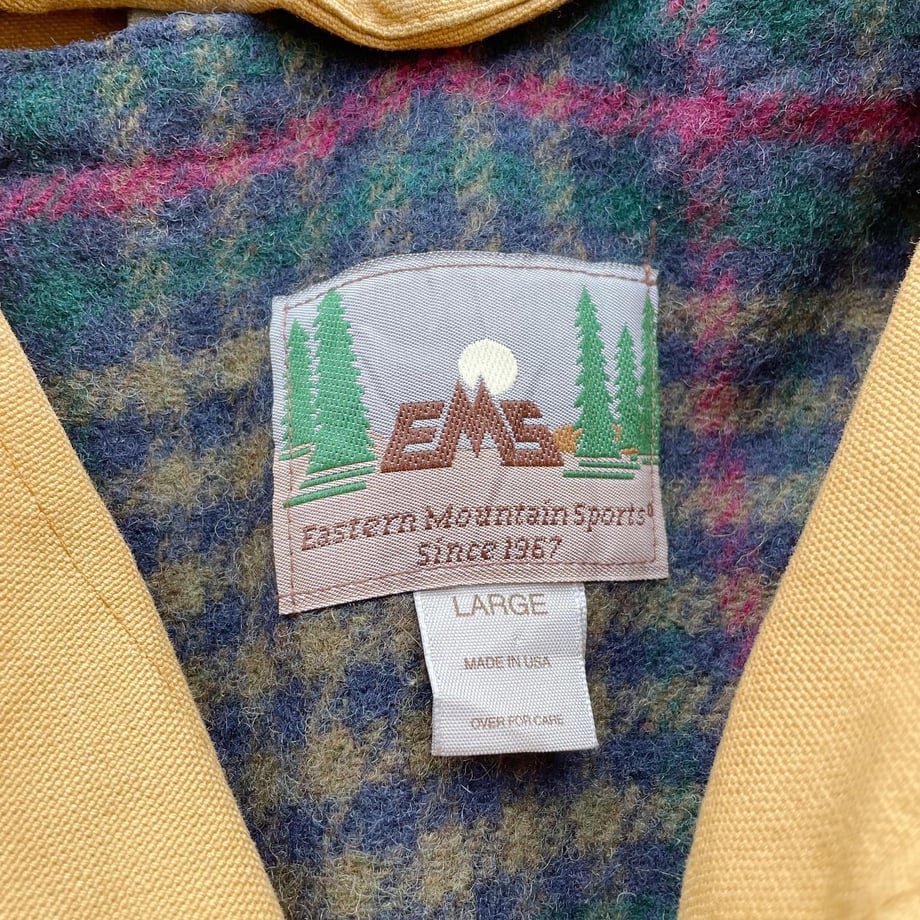 EMS
Eastern Mountain Sports®
Since 1967
LARGE
MADE IN USA
OVER FOR CARE